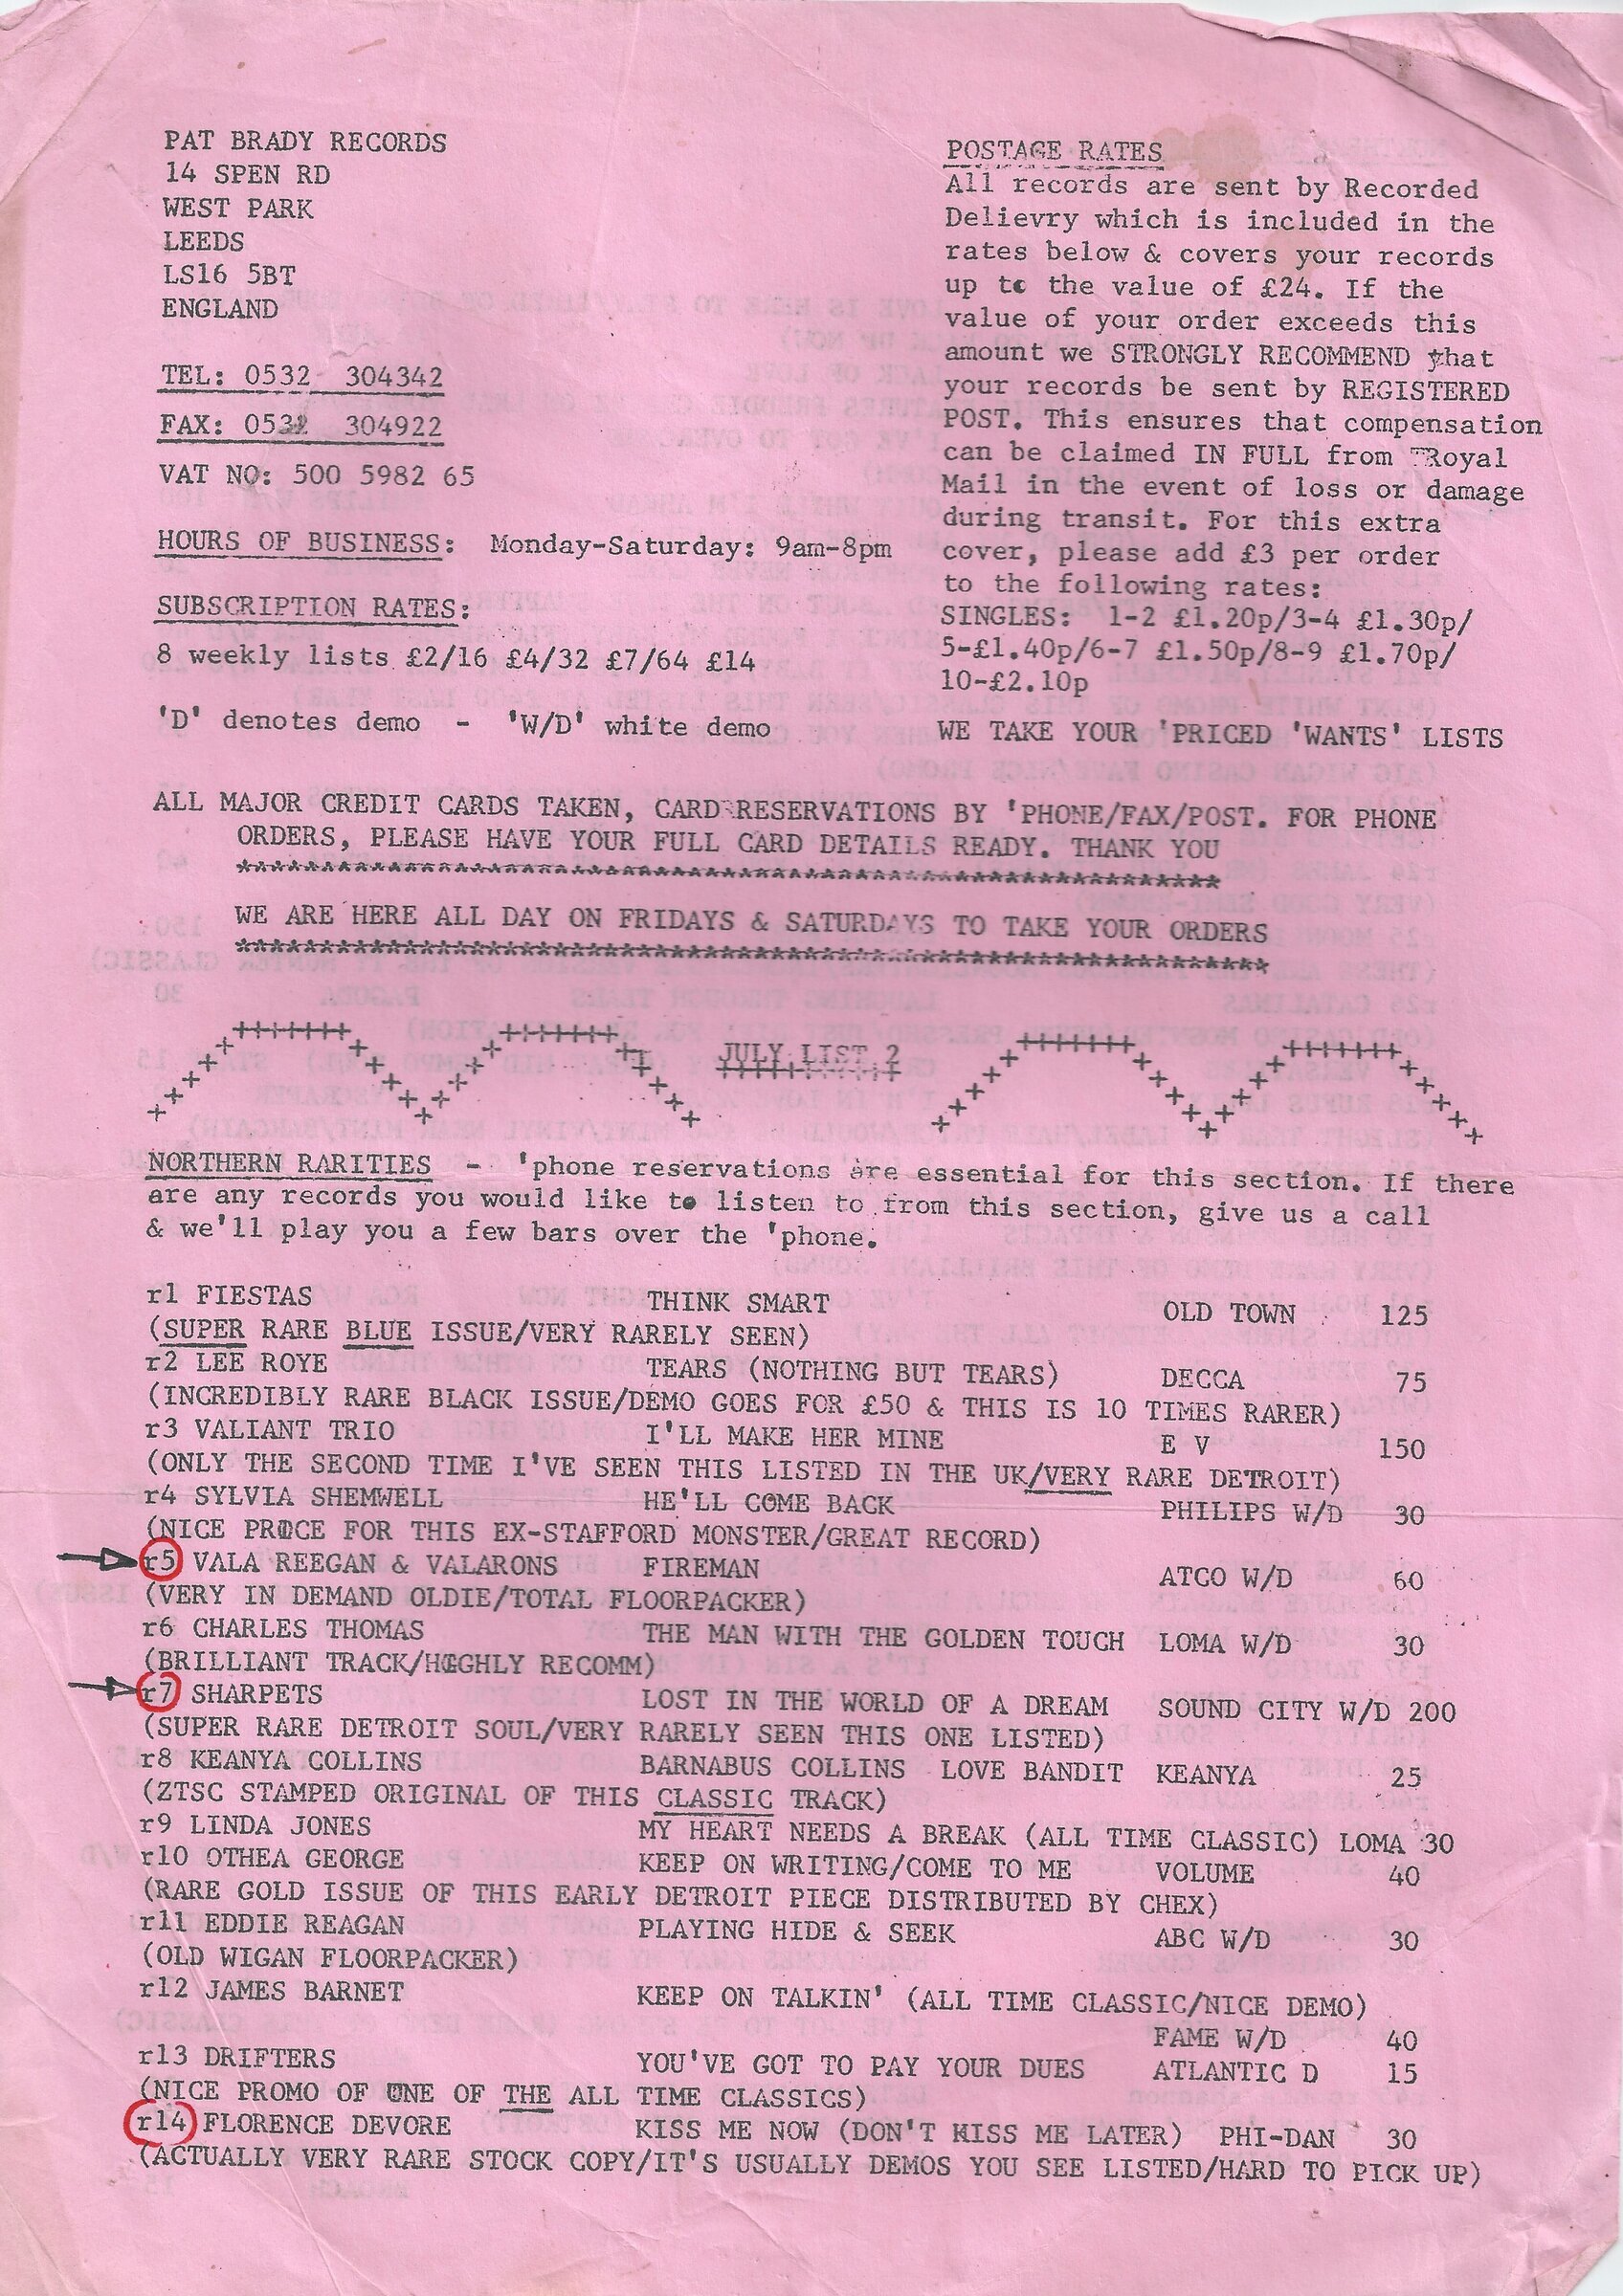 PAT BRADY RECORDS
14 SPEN RD
WEST PARK
LEEDS
LS16 5BT
ENGLAND
TEL: 0532 304342
FAX: 0532 304922
VAT NO: 500 5982 65
HOURS OF BUSINESS: Monday-Saturday: 9am-8pm
SUBSCRIPTION RATES:
8 weekly lists £2/16 £4/32 £7/64 £14
'D' denotes demo - 'W/D' white demo
POSTAGE RATES
All records are sent by Recorded
Delievry which is included in the
rates below & covers your records
up to the value of £24. If the
value of your order exceeds this
amount we STRONGLY RECOMMEND that
your records be sent by REGISTERED
POST. This ensures that compensation
can be claimed IN FULL from Royal
Mail in the event of loss or damage
during transit. For this extra
cover, please add £3 per order
to the following rates:
SINGLES: 1-2 £1.20p/3-4 £1.30p/
5-£1.40p/6-7 £1.50p/8-9 £1.70p/
10-£2.10p
WE TAKE YOUR 'PRICED 'WANTS' LISTS
ALL MAJOR CREDIT CARDS TAKEN, CARD RESERVATIONS BY 'PHONE/FAX/POST. FOR PHONE
ORDERS, PLEASE HAVE YOUR FULL CARD DETAILS READY. THANK YOU
WE ARE HERE ALL DAY ON FRIDAYS & SATURDAYS TO TAKE YOUR ORDERS
JULY LIST 2
NORTHERN RARITIES - 'phone reservations are essential for this section. If there
are any records you would like to listen to from this section, give us a call
& we'll play you a few bars over the 'phone.
r1 FIESTAS THINK SMART OLD TOWN 125
(SUPER RARE BLUE ISSUE/VERY RARELY SEEN)
r2 LEE ROYE TEARS (NOTHING BUT TEARS) DECCA 75
(INCREDIBLY RARE BLACK ISSUE/DEMO GOES FOR £50 & THIS IS 10 TIMES RARER)
r3 VALIANT TRIO I'LL MAKE HER MINE E V 150
(ONLY THE SECOND TIME I'VE SEEN THIS LISTED IN THE UK/VERY RARE DETROIT)
r4 SYLVIA SHEMWELL HE'LL COME BACK PHILIPS W/D 30
(NICE PRICE FOR THIS EX-STAFFORD MONSTER/GREAT RECORD)
r5 VALA REEGAN & VALARONS FIREMAN ATCO W/D 60
(VERY IN DEMAND OLDIE/TOTAL FLOORPACKER)
r6 CHARLES THOMAS THE MAN WITH THE GOLDEN TOUCH LOMA W/D 30
(BRILLIANT TRACK/HIGHLY RECOMM)
r7 SHARPETS LOST IN THE WORLD OF A DREAM SOUND CITY W/D 200
(SUPER RARE DETROIT SOUL/VERY RARELY SEEN THIS ONE LISTED)
r8 KEANYA COLLINS BARNABUS COLLINS LOVE BANDIT KEANYA 25
(ZTSC STAMPED ORIGINAL OF THIS CLASSIC TRACK)
r9 LINDA JONES MY HEART NEEDS A BREAK (ALL TIME CLASSIC) LOMA 30
r10 OTHEA GEORGE KEEP ON WRITING/COME TO ME VOLUME 40
(RARE GOLD ISSUE OF THIS EARLY DETROIT PIECE DISTRIBUTED BY CHEX)
r11 EDDIE REAGAN PLAYING HIDE & SEEK ABC W/D 30
(OLD WIGAN FLOORPACKER)
r12 JAMES BARNET KEEP ON TALKIN' (ALL TIME CLASSIC/NICE DEMO)
FAME W/D 40
r13 DRIFTERS YOU'VE GOT TO PAY YOUR DUES ATLANTIC D 15
(NICE PROMO OF ONE OF THE ALL TIME CLASSICS)
r14 FLORENCE DEVORE KISS ME NOW (DON'T KISS ME LATER) PHI-DAN 30
(ACTUALLY VERY RARE STOCK COPY/IT'S USUALLY DEMOS YOU SEE LISTED/HARD TO PICK UP)